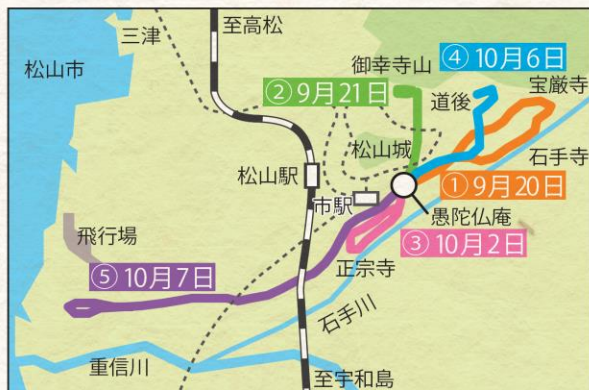 三津
至高松
松山市
御幸寺山
④ 10月6日
宝厳寺
② 9月21日
道後
松山城
石手寺
松山駅
① 9月20日
市駅
愚陀仏庵
飛行場
③ 10月2日
正宗寺
⑤ 10月7日
石手川
重信川
至宇和島